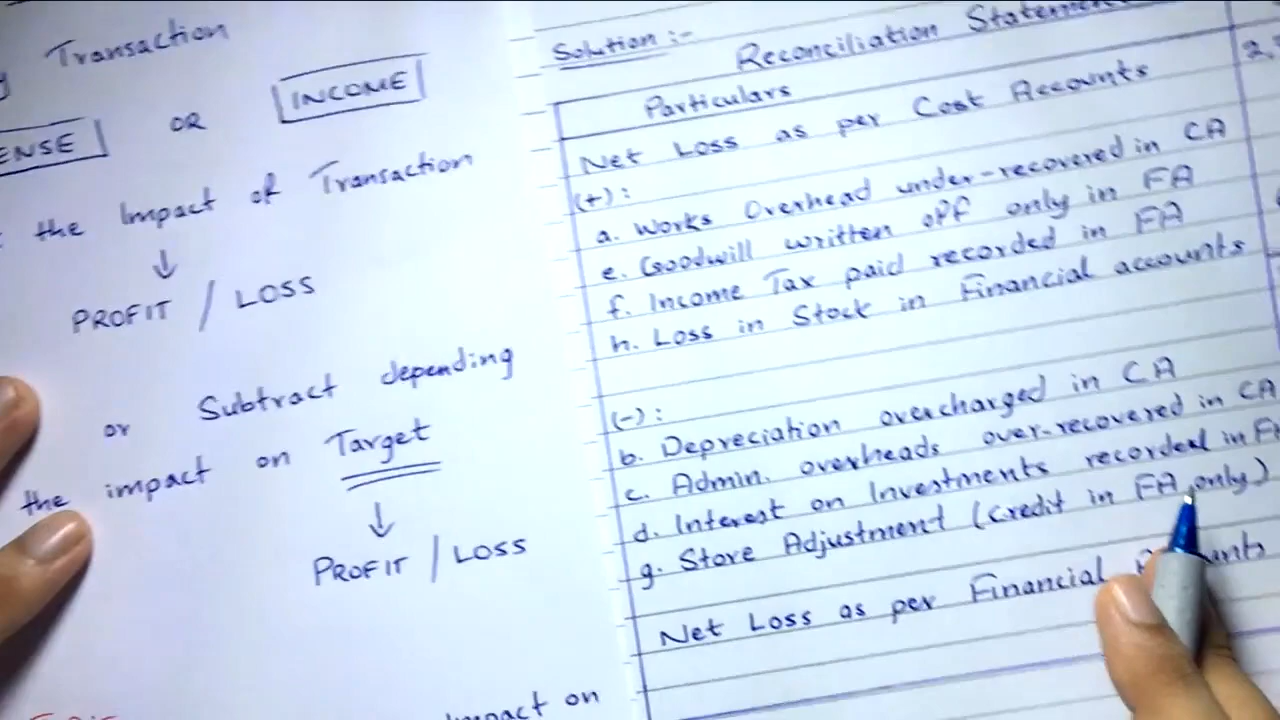 Transaction
OR INCOME
the Impact of Transaction
↓
PROFIT / LOSS
or Subtract depending
the impact on Target
↓
PROFIT / LOSS
on
Solution :-
Reconciliation
Particulars
Net Loss as per Cost Accounts
(+):
a. Works Overhead under-recovered in CA
e. Goodwill written off only in FA
f. Income Tax paid recorded in FA
h. Loss in Stock in Financial accounts
(-):
b. Depreciation overcharged in CA
c. Admin. overheads over-recovered in CA
d. Interest on Investments recorded in
g. Store Adjustment (credit in FA only)
Net Loss as per Financial